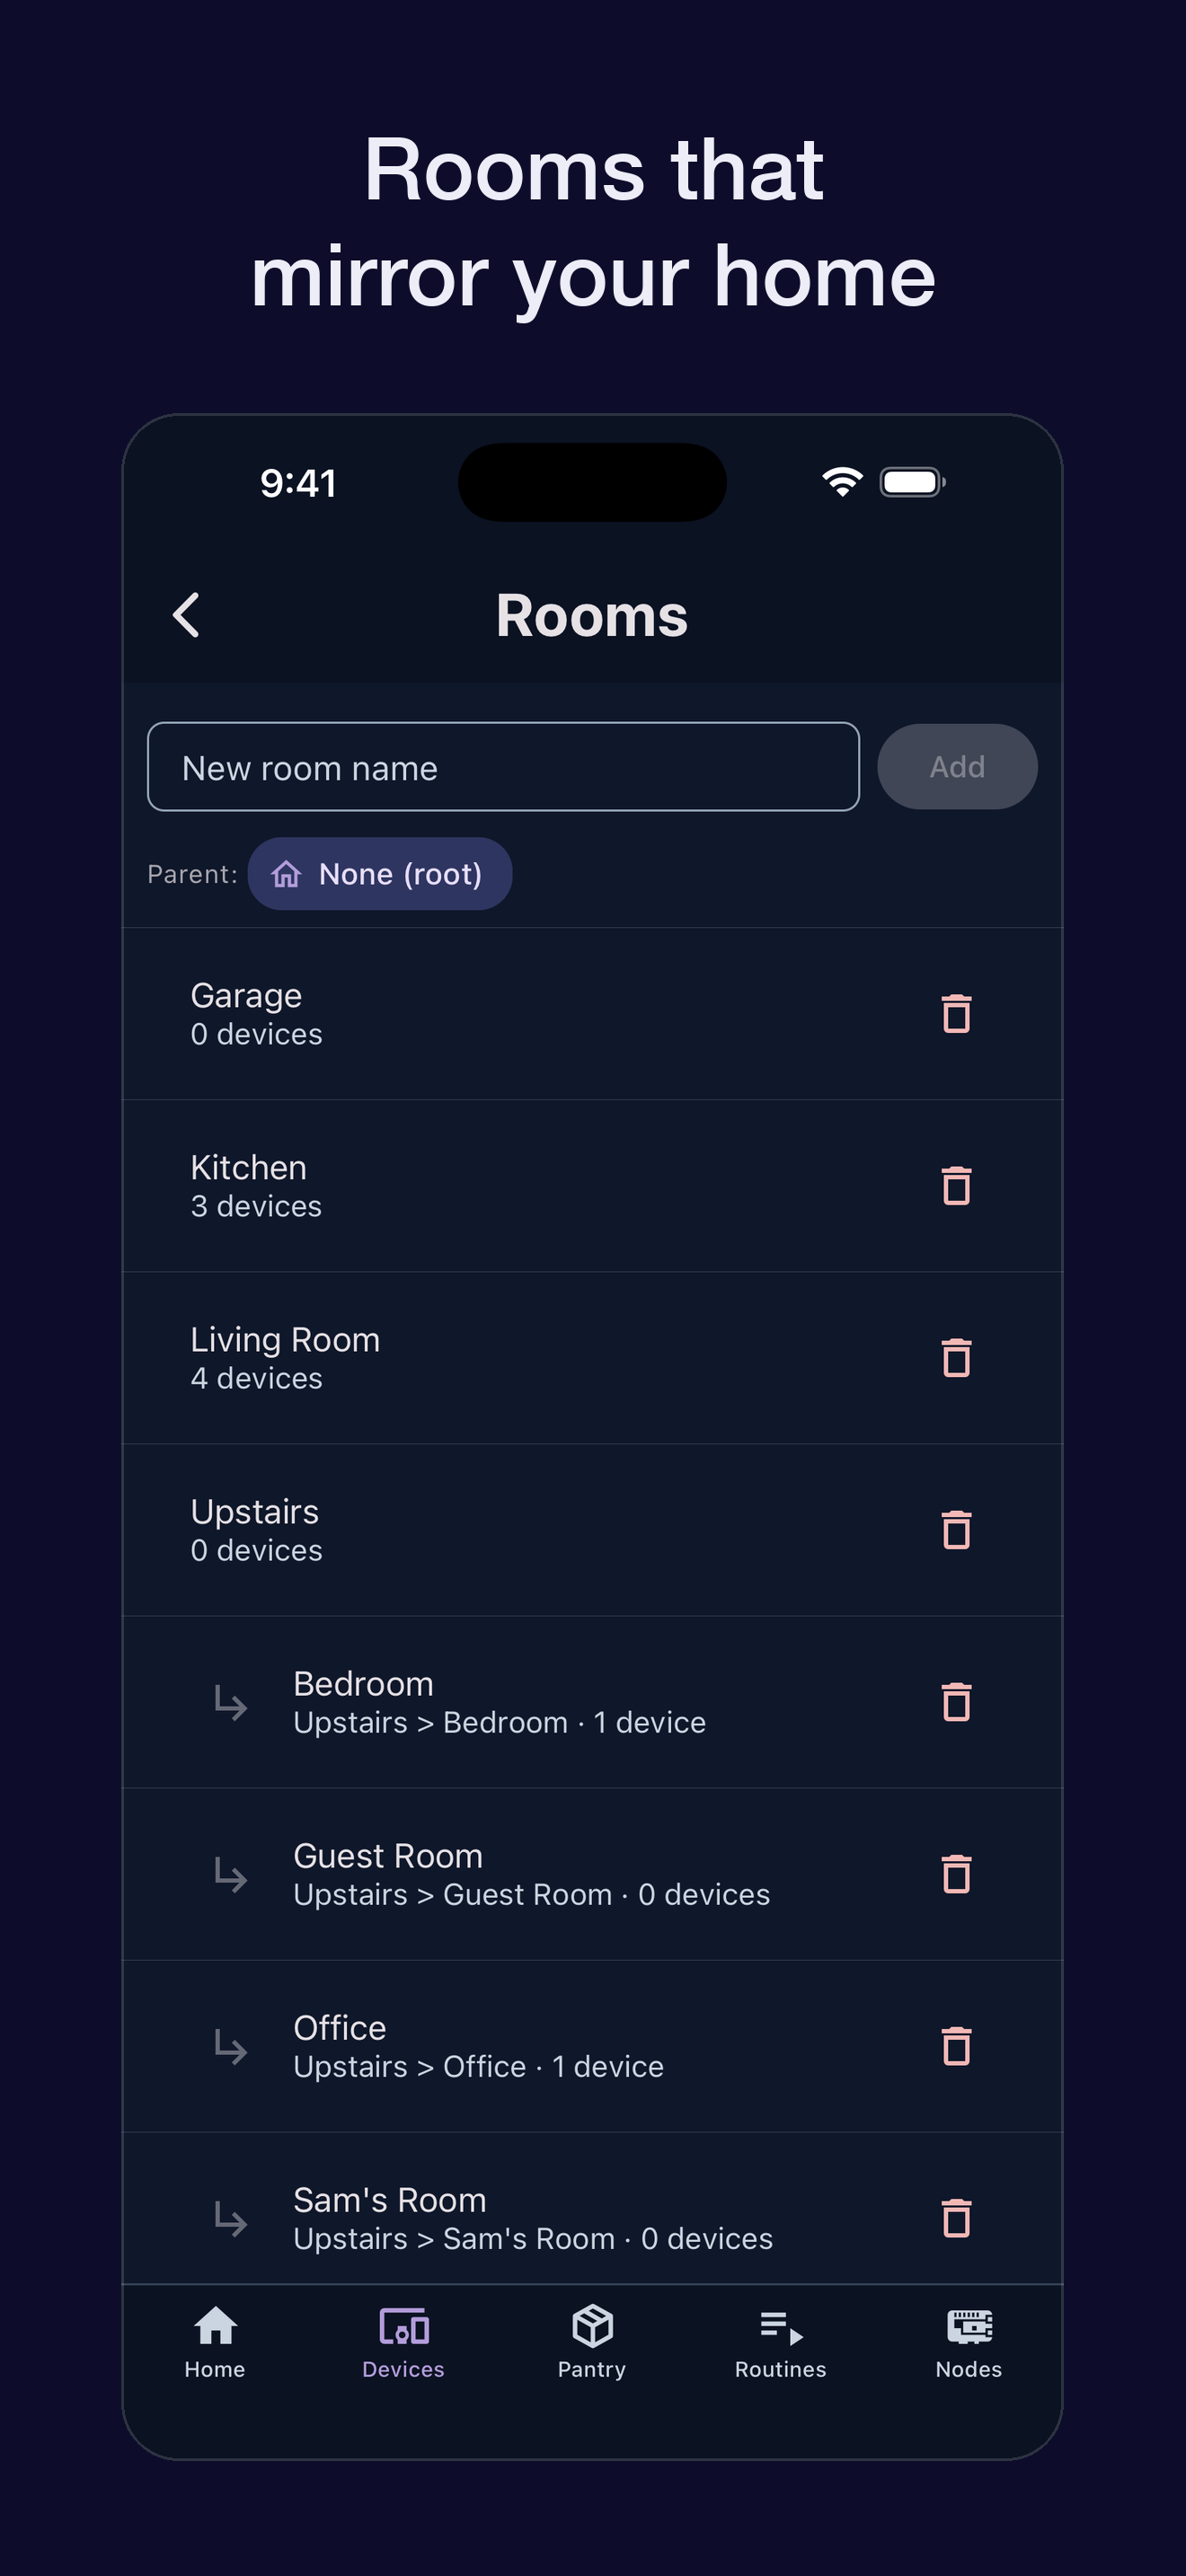 Rooms that
mirror your home
9:41
Rooms
New room name
Add
Parent:
None (root)
Garage
0 devices
Kitchen
3 devices
Living Room
4 devices
Upstairs
0 devices
Bedroom
Upstairs > Bedroom · 1 device
Guest Room
Upstairs > Guest Room · 0 devices
Office
Upstairs > Office · 1 device
Sam's Room
Upstairs > Sam's Room · 0 devices
Home
Devices
Pantry
Routines
Nodes